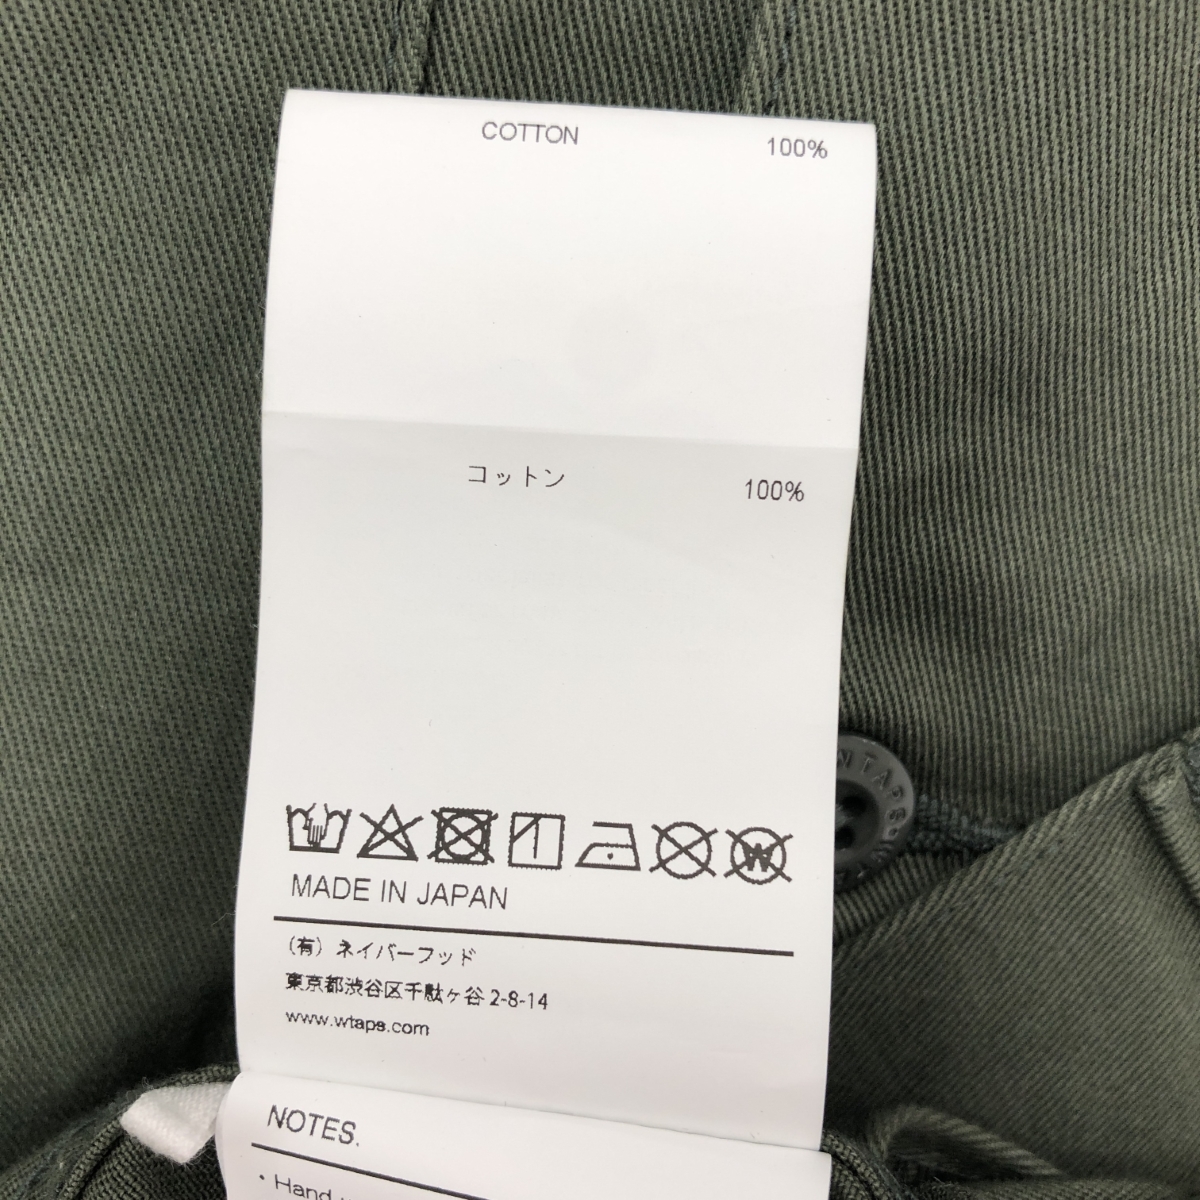 COTTON 100%
コットン 100%
W
MADE IN JAPAN
(有) ネイバーフッド
東京都渋谷区千駄ヶ谷 2-8-14
www.wtaps.com
NOTES.
・Hand